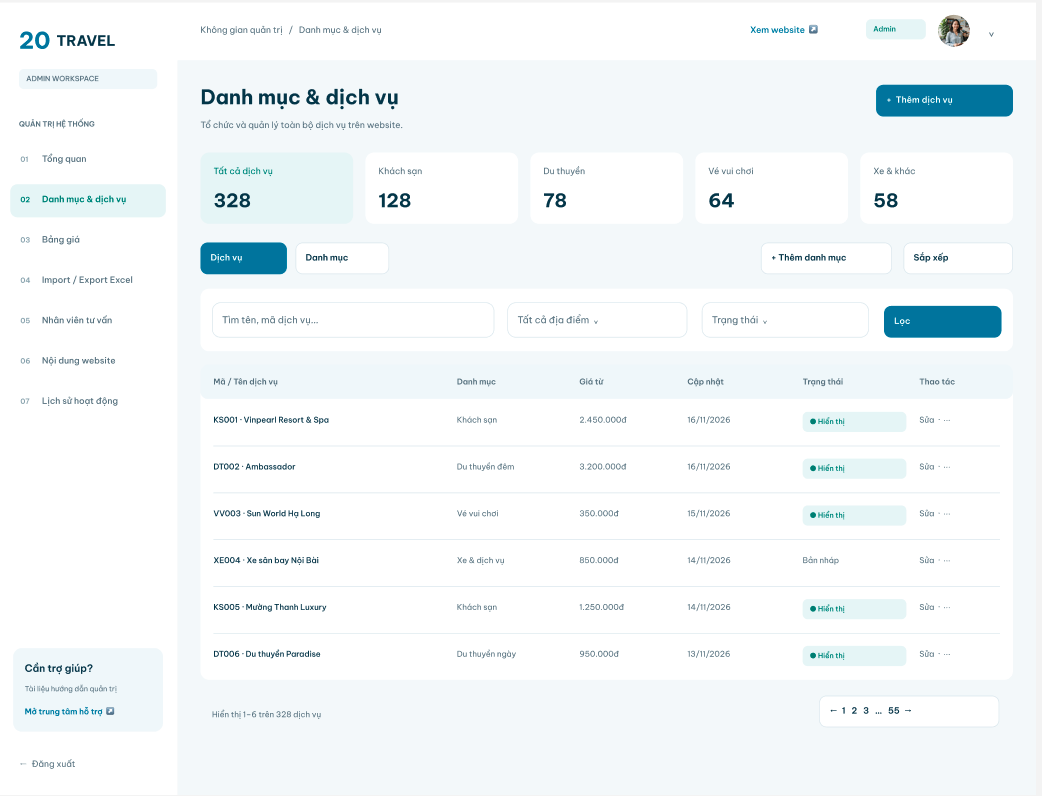 20 TRAVEL
ADMIN WORKSPACE
QUẢN TRỊ HỆ THỐNG
01 Tổng quan
02 Danh mục & dịch vụ
03 Bảng giá
04 Import / Export Excel
05 Nhân viên tư vấn
06 Nội dung website
07 Lịch sử hoạt động
Cần trợ giúp?
Tài liệu hướng dẫn quản trị
Mở trung tâm hỗ trợ ↗
← Đăng xuất
Không gian quản trị / Danh mục & dịch vụ
Xem website ↗
Admin
v
Danh mục & dịch vụ
Tổ chức và quản lý toàn bộ dịch vụ trên website.
+ Thêm dịch vụ
Tất cả dịch vụ
328
Khách sạn
128
Du thuyền
78
Vé vui chơi
64
Xe & khác
58
Dịch vụ
Danh mục
+ Thêm danh mục
Sắp xếp
Tìm tên, mã dịch vụ...
Tất cả địa điểm ⌄
Trạng thái ⌄
Lọc
Mã / Tên dịch vụ Danh mục Giá từ Cập nhật Trạng thái Thao tác
KS001 · Vinpearl Resort & Spa Khách sạn 2.450.000đ 16/11/2026 ● Hiển thị Sửa · ···
DT002 · Ambassador Du thuyền đêm 3.200.000đ 16/11/2026 ● Hiển thị Sửa · ···
VV003 · Sun World Hạ Long Vé vui chơi 350.000đ 15/11/2026 ● Hiển thị Sửa · ···
XE004 · Xe sân bay Nội Bài Xe & dịch vụ 850.000đ 14/11/2026 Bản nháp Sửa · ···
KS005 · Mường Thanh Luxury Khách sạn 1.250.000đ 14/11/2026 ● Hiển thị Sửa · ···
DT006 · Du thuyền Paradise Du thuyền ngày 950.000đ 13/11/2026 ● Hiển thị Sửa · ···
Hiển thị 1–6 trên 328 dịch vụ
← 1 2 3 ... 55 →